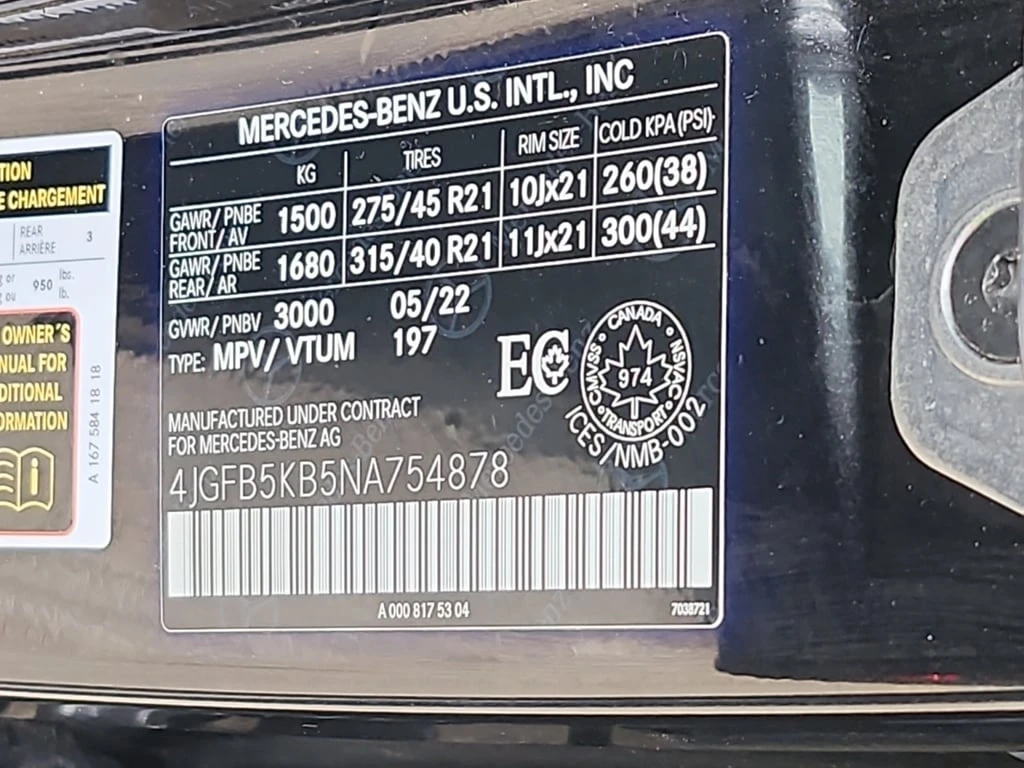 TION
E CHARGEMENT
REAR
ARRIÈRE 3
g or 950 lbs.
g ou lb.
OWNER´S
NUAL FOR
DITIONAL
ORMATION
i
A 167 584 18 18
MERCEDES-BENZ U.S. INTL., INC
KG TIRES RIM SIZE COLD KPA(PSI)
GAWR/PNBE FRONT/AV 1500 275/45 R21 10Jx21 260(38)
GAWR/PNBE REAR/AR 1680 315/40 R21 11Jx21 300(44)
GVWR/PNBV 3000 05/22
TYPE: MPV/VTUM 197
EC
CANADA
NSVAC
TRANSPORT
CMVSS
974
ICES/NMB-002
MANUFACTURED UNDER CONTRACT
FOR MERCEDES-BENZ AG
4JGFB5KB5NA754878
A 000 817 53 04
7038721